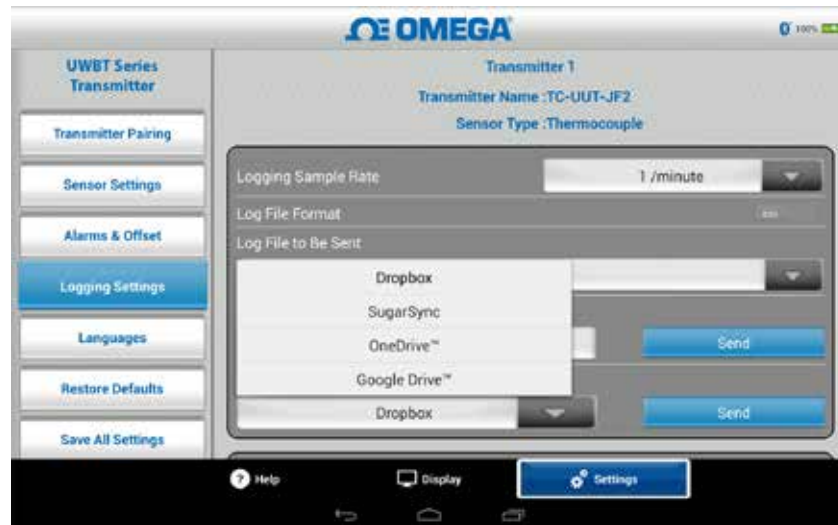 OMEGA
100%
UWBT Series
Transmitter
Transmitter Pairing
Sensor Settings
Alarms & Offset
Logging Settings
Languages
Restore Defaults
Save All Settings
Transmitter 1
Transmitter Name :TC-UUT-JF2
Sensor Type :Thermocouple
Logging Sample Rate
1 /minute
Log File Format
Log File to Be Sent
Dropbox
SugarSync
OneDrive™
Google Drive™
Send
Dropbox
Send
Help
Display
Settings